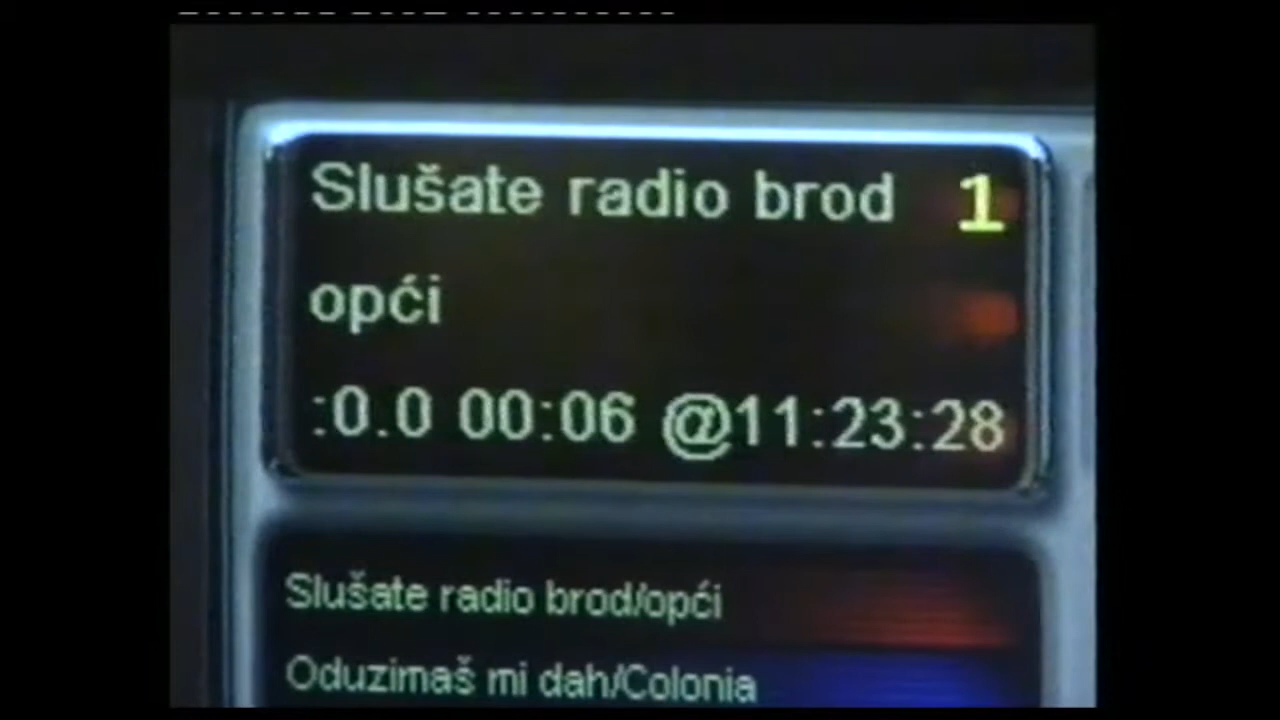 Slušate radio brod 1
opći
:0.0 00:06 @11:23:28
Slušate radio brod/opći
Oduzimaš mi dah/Colonia